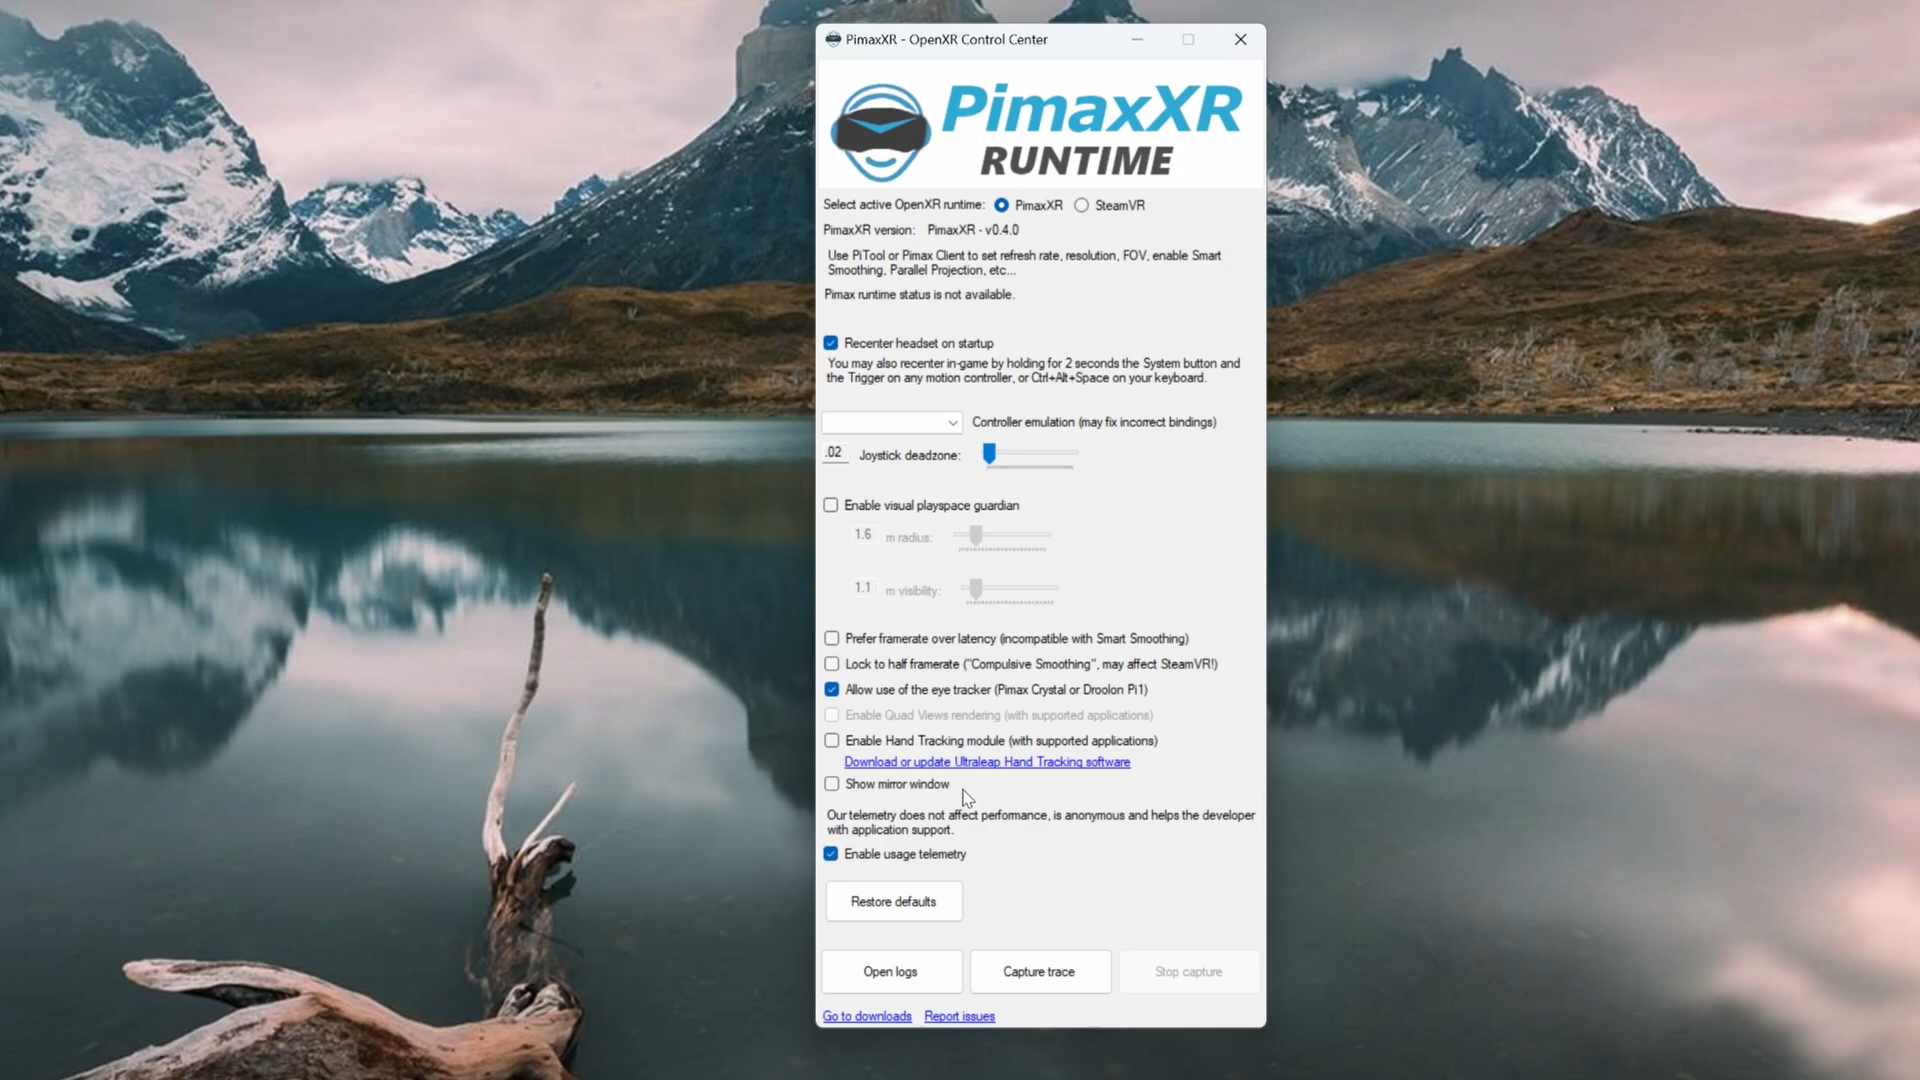 PimaxXR - OpenXR Control Center
PimaxXR
RUNTIME
Select active OpenXR runtime: PimaxXR SteamVR
PimaxXR version: PimaxXR - v0.4.0
Use PiTool or Pimax Client to set refresh rate, resolution, FOV, enable Smart
Smoothing, Parallel Projection, etc...
Pimax runtime status is not available.
Recenter headset on startup
You may also recenter in-game by holding for 2 seconds the System button and
the Trigger on any motion controller, or Ctrl+Alt+Space on your keyboard.
Controller emulation (may fix incorrect bindings)
.02 Joystick deadzone:
Enable visual playspace guardian
1.6 m radius:
1.1 m visibility:
Prefer framerate over latency (incompatible with Smart Smoothing)
Lock to half framerate ("Compulsive Smoothing", may affect SteamVR!)
Allow use of the eye tracker (Pimax Crystal or Droolon Pi1)
Enable Quad Views rendering (with supported applications)
Enable Hand Tracking module (with supported applications)
Download or update Ultraleap Hand Tracking software
Show mirror window
Our telemetry does not affect performance, is anonymous and helps the developer
with application support.
Enable usage telemetry
Restore defaults
Open logs Capture trace Stop capture
Go to downloads Report issues